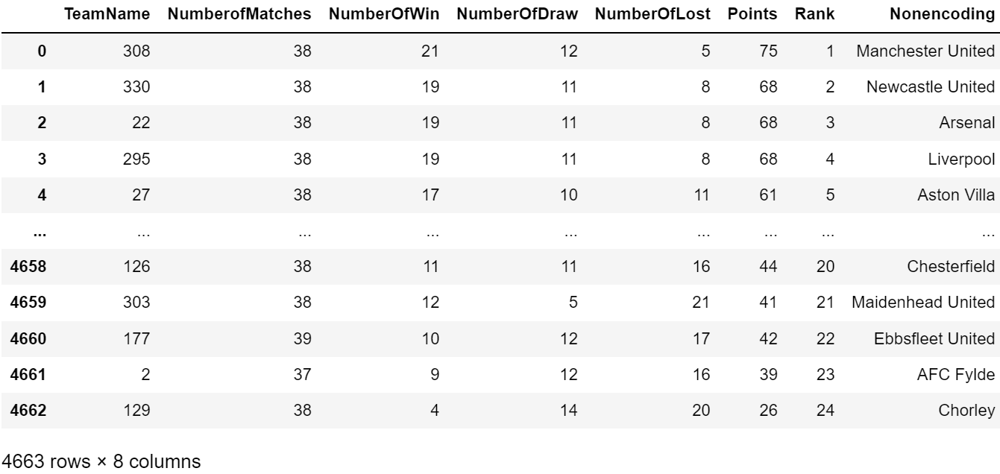 TeamName NumberofMatches NumberOfWin NumberOfDraw NumberOfLost Points Rank Nonencoding
0 308 38 21 12 5 75 1 Manchester United
1 330 38 19 11 8 68 2 Newcastle United
2 22 38 19 11 8 68 3 Arsenal
3 295 38 19 11 8 68 4 Liverpool
4 27 38 17 10 11 61 5 Aston Villa
... ... ... ... ... ... ... ... ...
4658 126 38 11 11 16 44 20 Chesterfield
4659 303 38 12 5 21 41 21 Maidenhead United
4660 177 39 10 12 17 42 22 Ebbsfleet United
4661 2 37 9 12 16 39 23 AFC Fylde
4662 129 38 4 14 20 26 24 Chorley
4663 rows × 8 columns